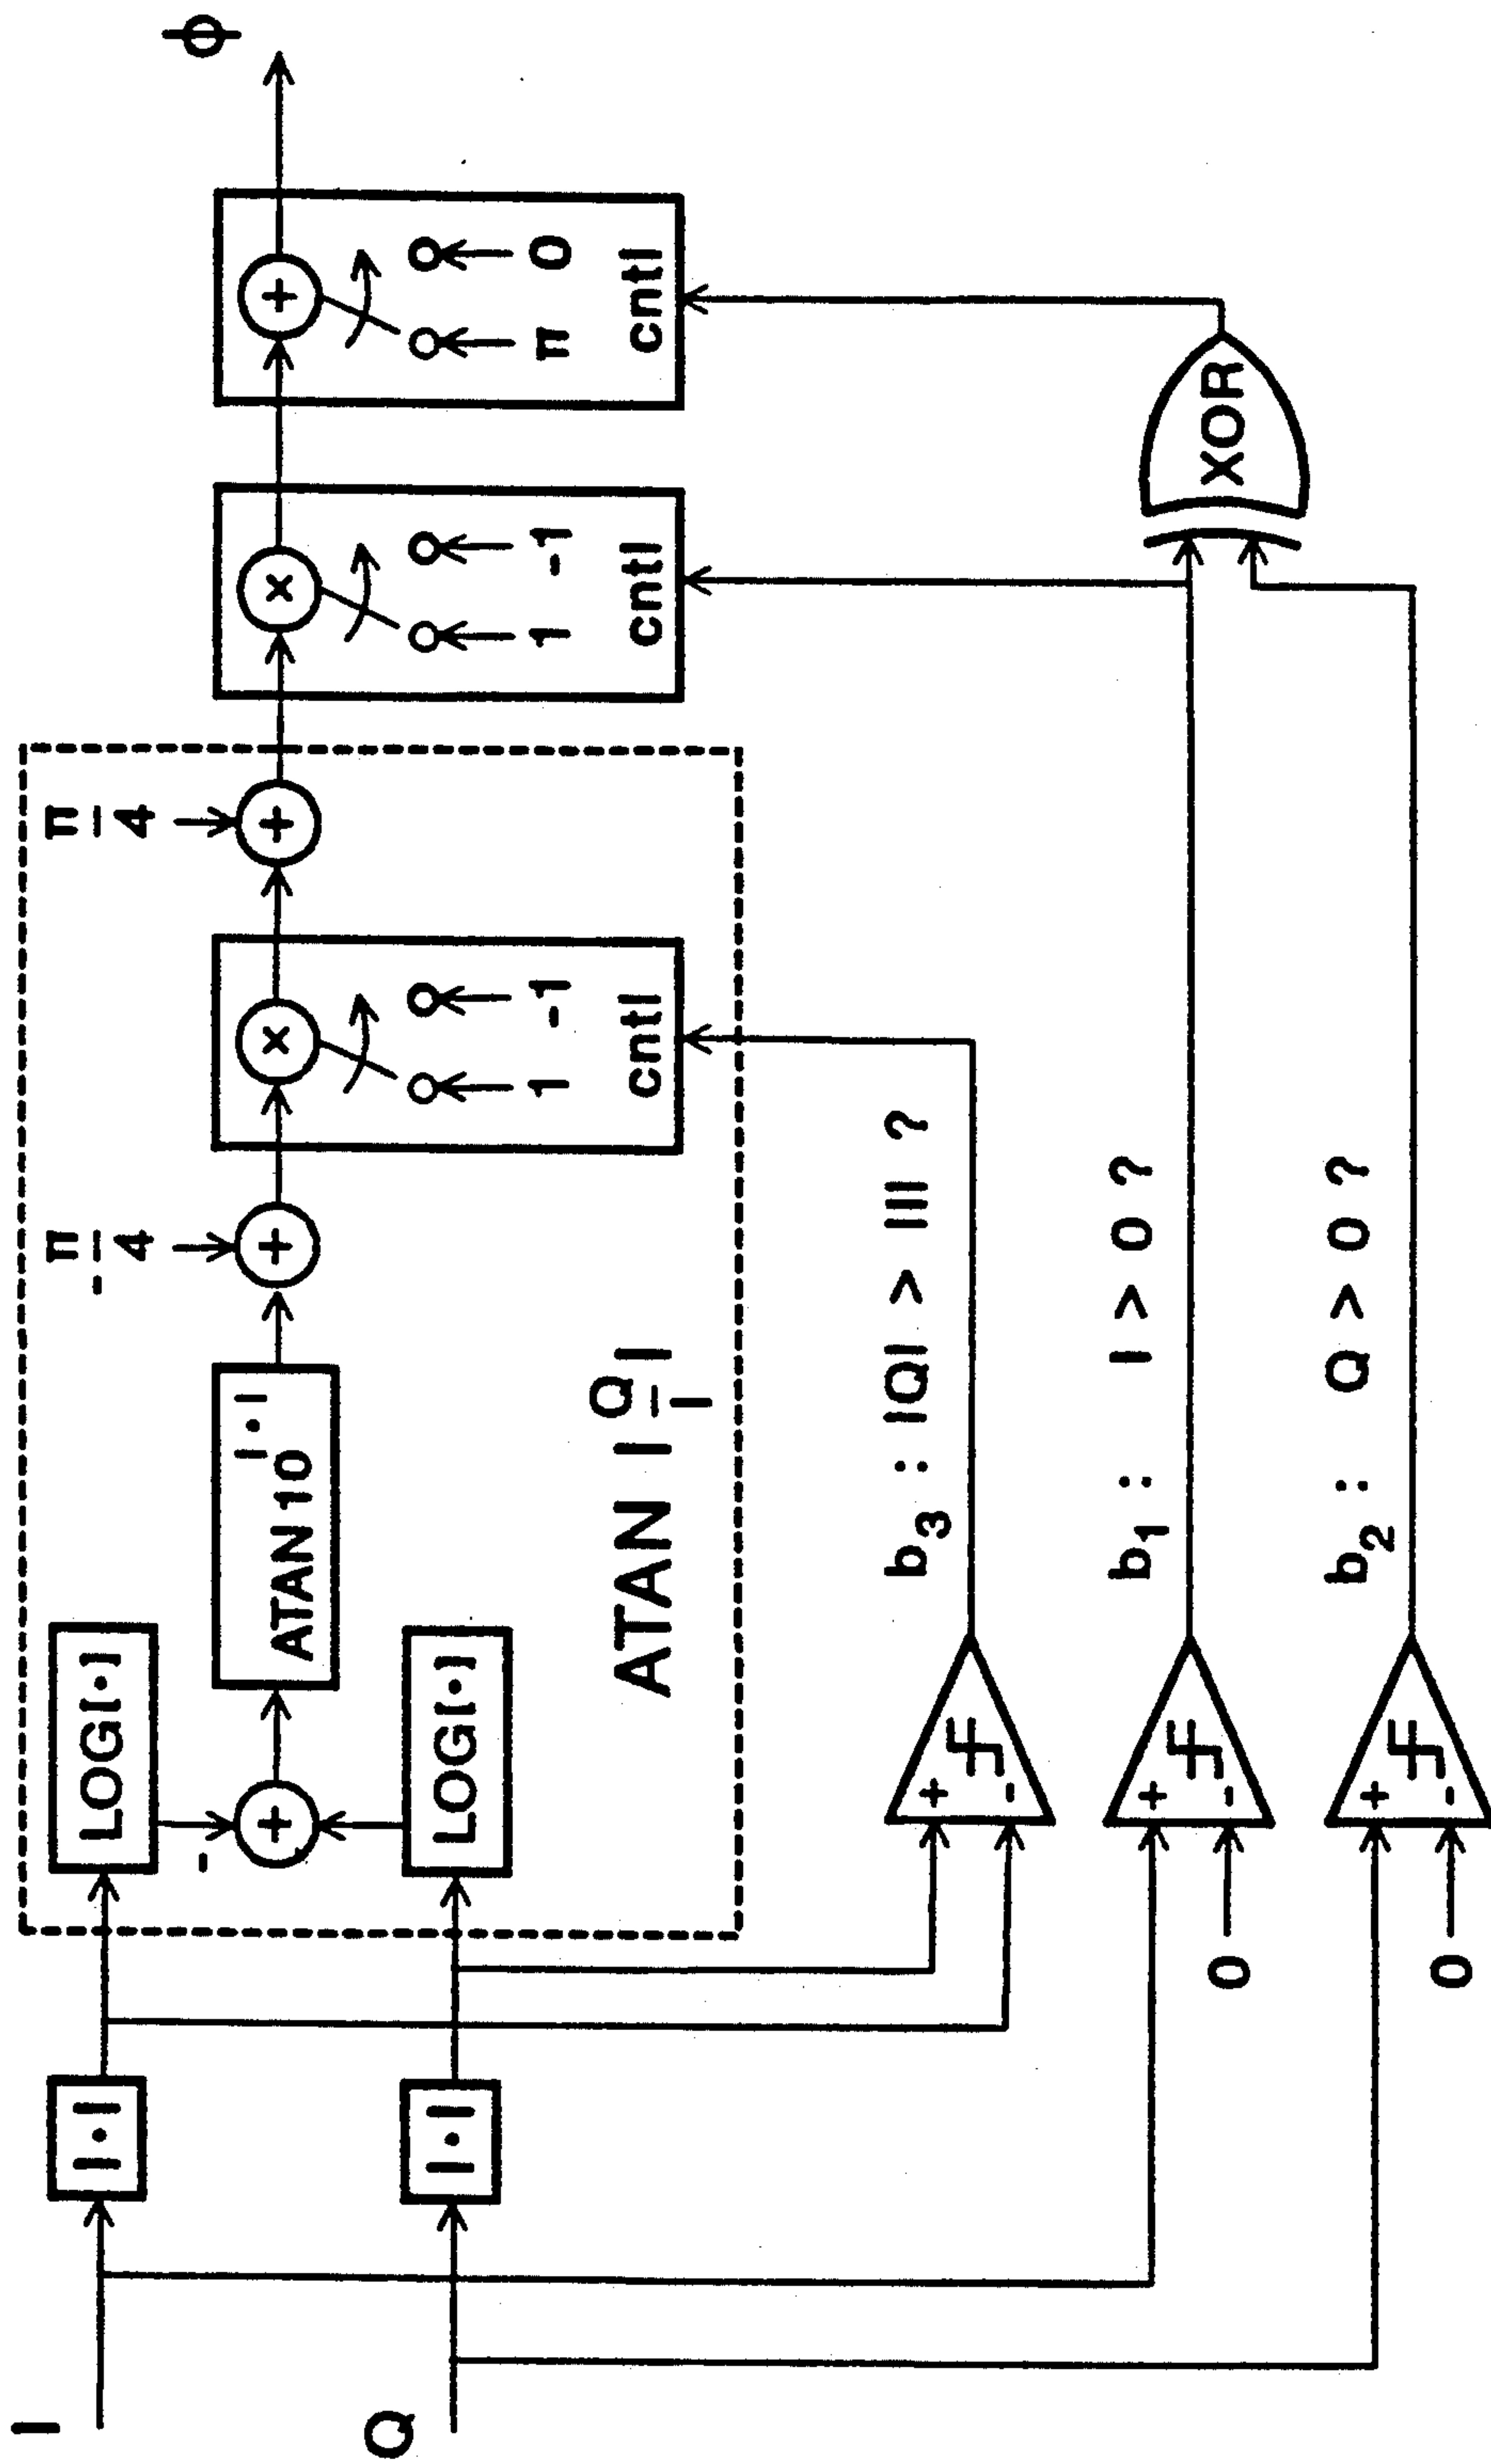 I
Q
|·|
|·|
LOG[·]
-
+
LOG[·]
ATAN 10 |·|
-π/4
+
×
1
-1
cntl
π/4
+
ATAN |Q/I|
×
1
-1
cntl
+
π
0
cntl
ϕ
+
-
b3 : |Q| > |I| ?
0
+
-
b1 : I > 0 ?
0
+
-
b2 : Q > 0 ?
XOR